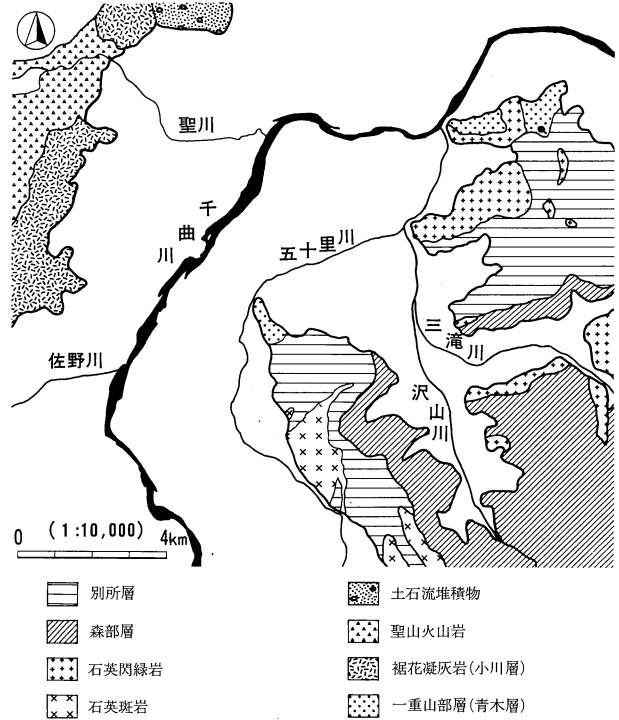 聖川
千曲川
五十里川
三滝川
佐野川
沢山川
(1:10,000)
0 4km
別所層
森部層
石英閃緑岩
石英斑岩
土石流堆積物
聖山火山岩
裾花凝灰岩(小川層)
一重山部層(青木層)